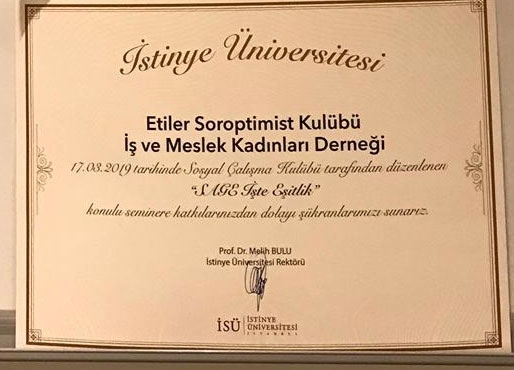 İstinye Üniversitesi
Etiler Soroptimist Kulübü
İş ve Meslek Kadınları Derneği
17.03.2019 tarihinde Sosyal Çalışma Kulübü tarafından düzenlenen
“SAGE İşte Eşitlik”
konulu seminere katkılarınızdan dolayı şükranlarımızı sunarız.
Prof. Dr. Melih BULU
İstinye Üniversitesi Rektörü
İSÜ
İSTİNYE
ÜNİVERSİTESİ
İSTANBUL